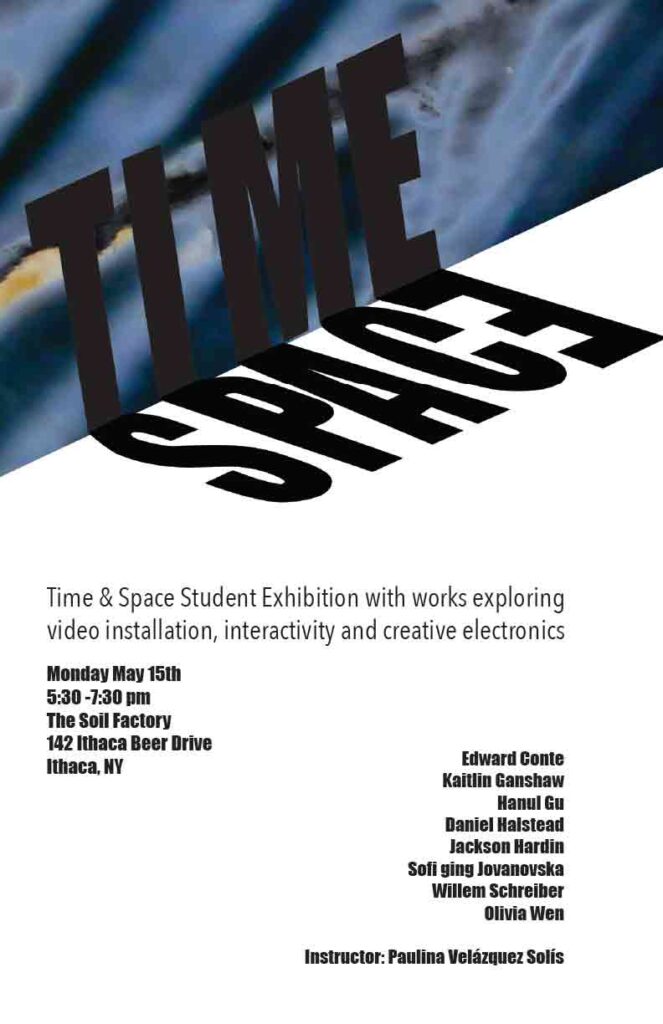 TIME
SPACE
Time & Space Student Exhibition with works exploring
video installation, interactivity and creative electronics
Monday May 15th
5:30 -7:30 pm
The Soil Factory
142 Ithaca Beer Drive
Ithaca, NY
Edward Conte
Kaitlin Ganshaw
Hanul Gu
Daniel Halstead
Jackson Hardin
Sofi ging Jovanovska
Willem Schreiber
Olivia Wen
Instructor: Paulina Velázquez Solís